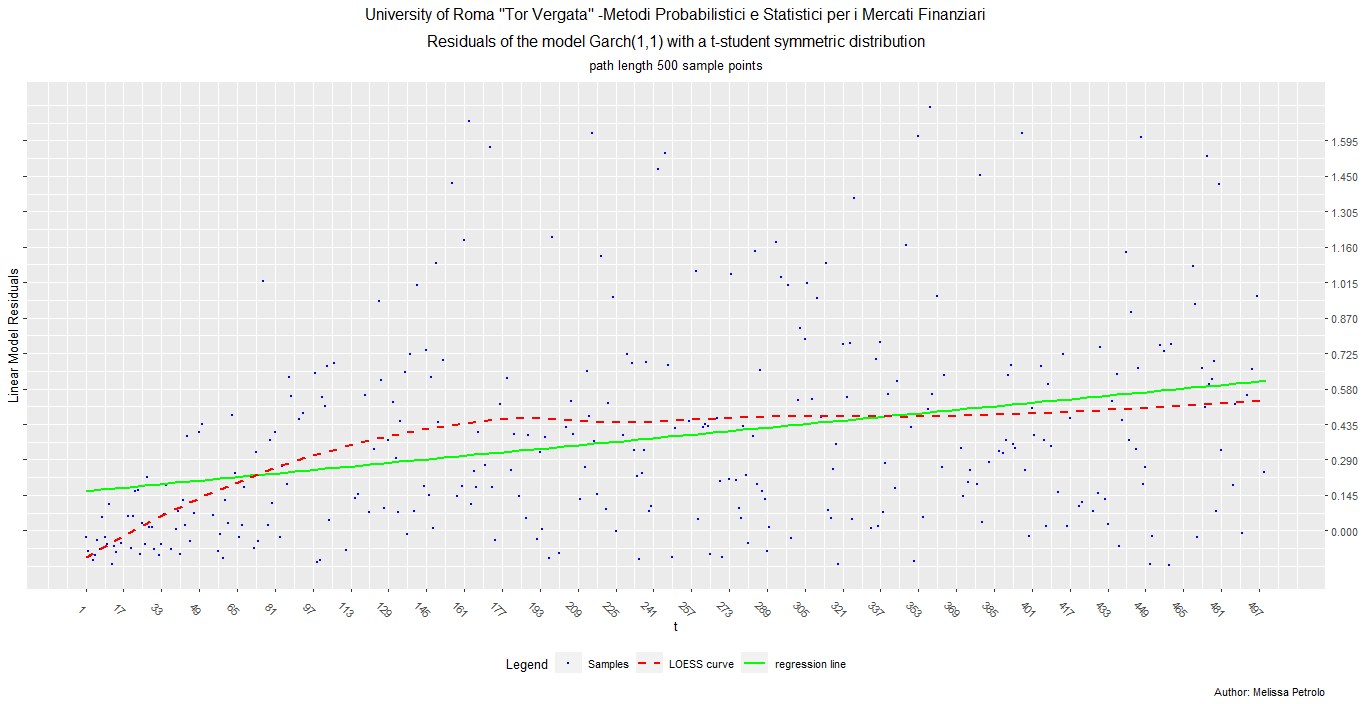 University of Roma "Tor Vergata" -Metodi Probabilistici e Statistici per i Mercati Finanziari
Residuals of the model Garch(1,1) with a t-student symmetric distribution
path length 500 sample points
Linear Model Residuals
1.595
1.450
1.305
1.160
1.015
0.870
0.725
0.580
0.435
0.290
0.145
0.000
1 17 33 49 65 81 97 113 129 145 161 177 193 209 225 241 257 273 289 305 321 337 353 369 385 401 417 433 449 465 481 497
t
Legend Samples LOESS curve regression line
Author: Melissa Petrolo